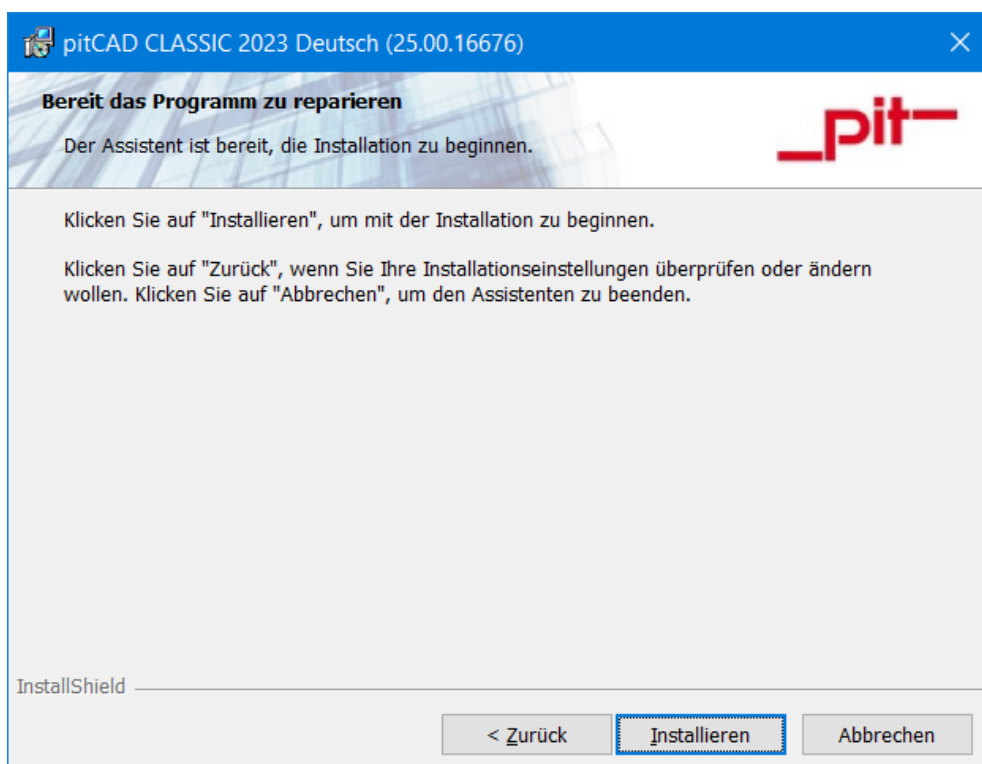 pitCAD CLASSIC 2023 Deutsch (25.00.16676)
Bereit das Programm zu reparieren
Der Assistent ist bereit, die Installation zu beginnen.
_pit‾
Klicken Sie auf "Installieren", um mit der Installation zu beginnen.
Klicken Sie auf "Zurück", wenn Sie Ihre Installationseinstellungen überprüfen oder ändern
wollen. Klicken Sie auf "Abbrechen", um den Assistenten zu beenden.
InstallShield
< Zurück
Installieren
Abbrechen